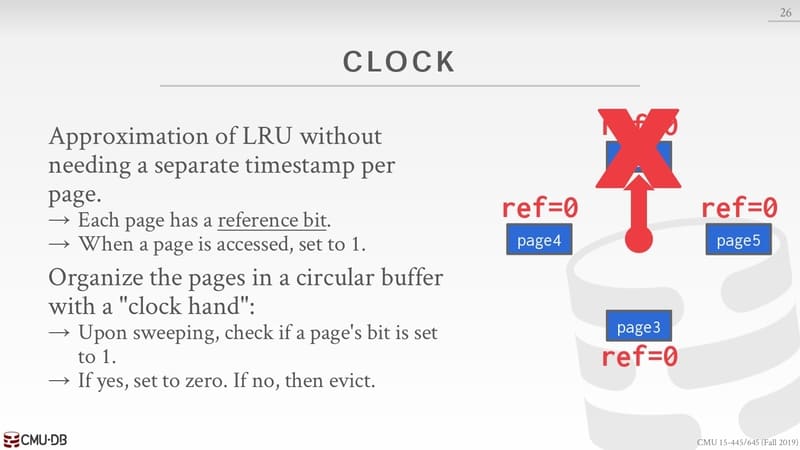 26
CLOCK
Approximation of LRU without
needing a separate timestamp per
page.
→ Each page has a reference bit.
→ When a page is accessed, set to 1.
Organize the pages in a circular buffer
with a "clock hand":
→ Upon sweeping, check if a page's bit is set
to 1.
→ If yes, set to zero. If no, then evict.
ref=0
page4
ref=0
page5
page3
ref=0
CMU·DB
CMU 15-445/645 (Fall 2019)